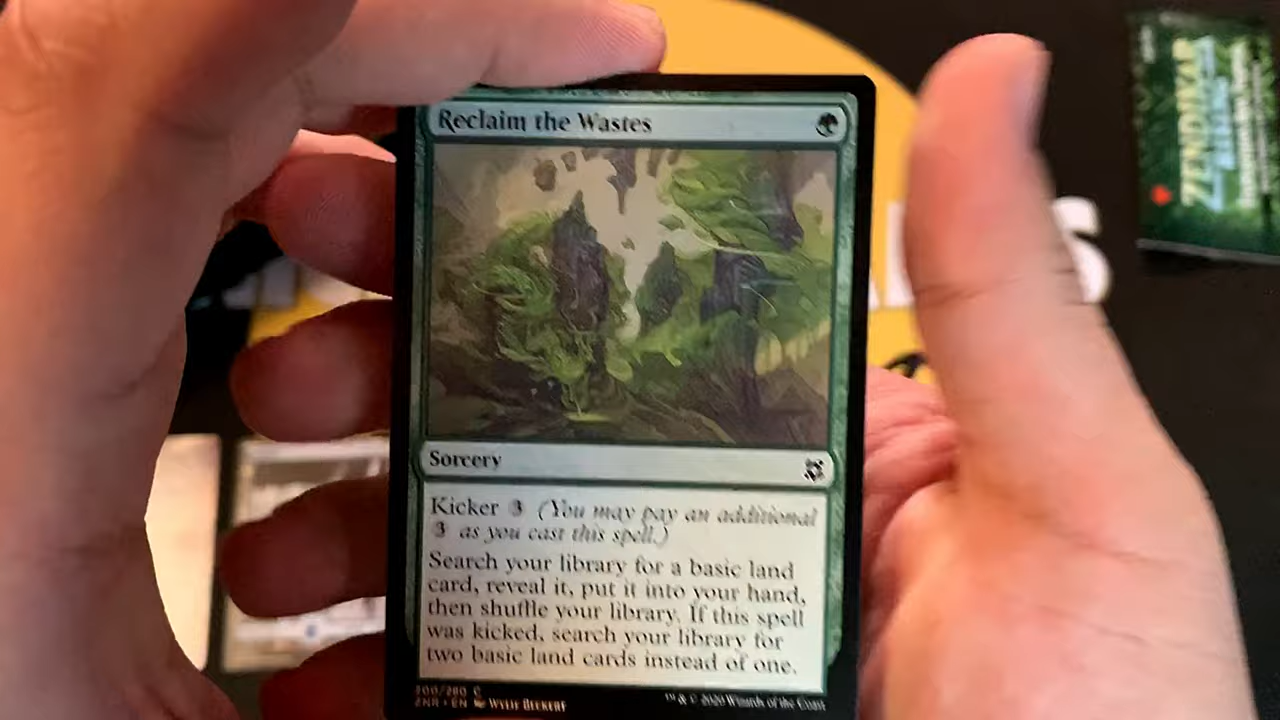 Reclaim the Wastes
Sorcery
Kicker 3 (You may pay an additional
3 as you cast this spell.)
Search your library for a basic land
card, reveal it, put it into your hand,
then shuffle your library. If this spell
was kicked, search your library for
two basic land cards instead of one.
200/280 C
ZNR • EN Wylie Beckert
™ & © 2020 Wizards of the Coast
ZENDIKAR